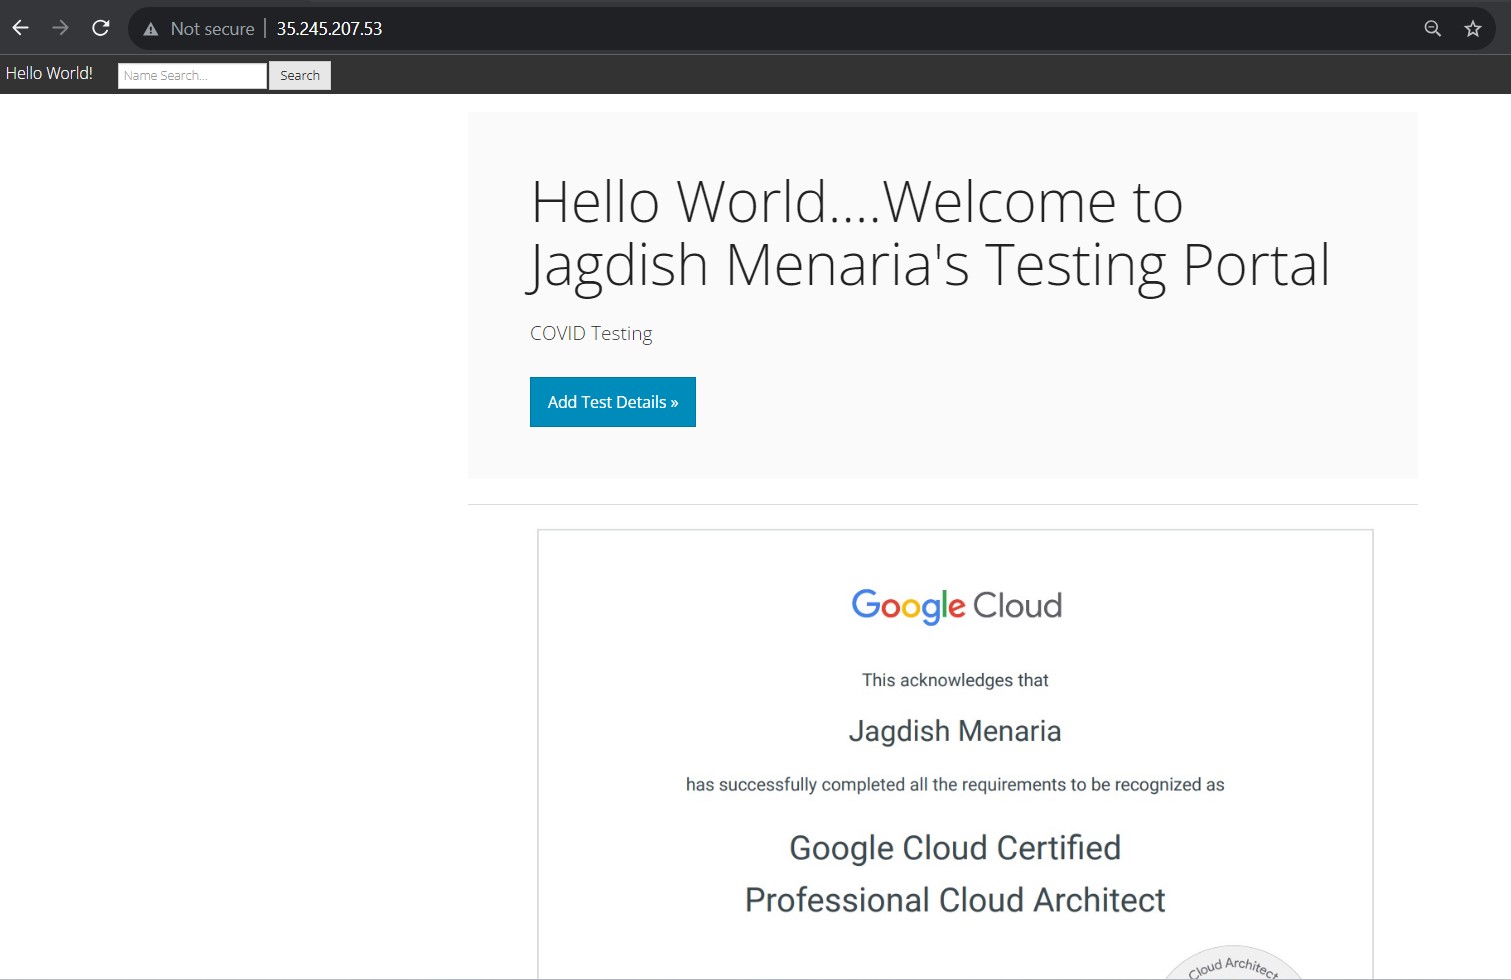 Not secure | 35.245.207.53
Hello World! Name Search... Search
Hello World....Welcome to
Jagdish Menaria's Testing Portal
COVID Testing
Add Test Details »
Google Cloud
This acknowledges that
Jagdish Menaria
has successfully completed all the requirements to be recognized as
Google Cloud Certified
Professional Cloud Architect
Cloud Architect